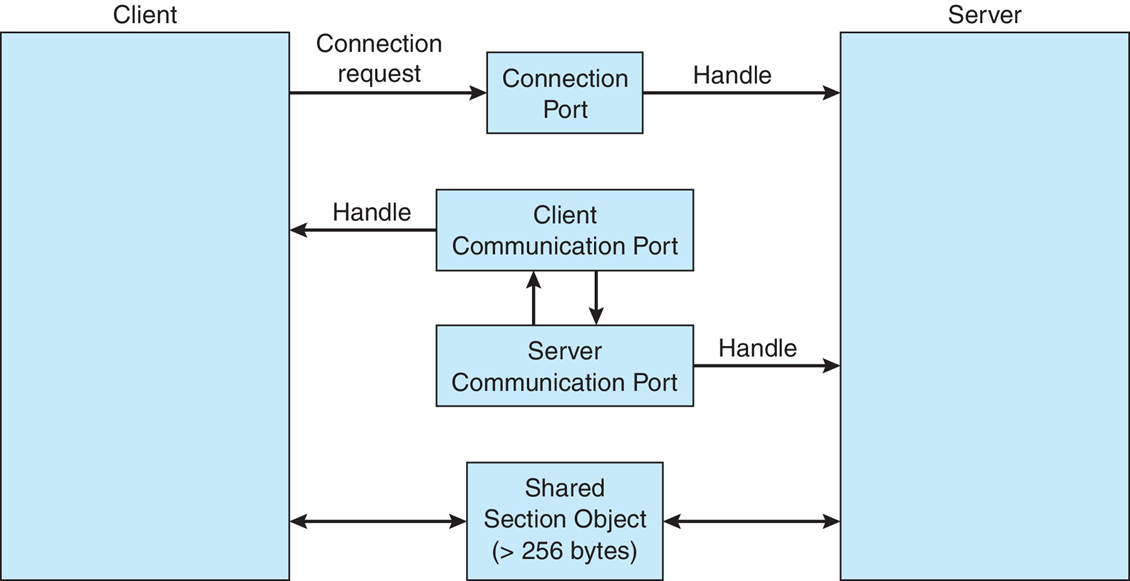 Client
Server
Connection
request
Connection
Port
Handle
Handle
Client
Communication Port
Server
Communication Port
Handle
Shared
Section Object
(> 256 bytes)